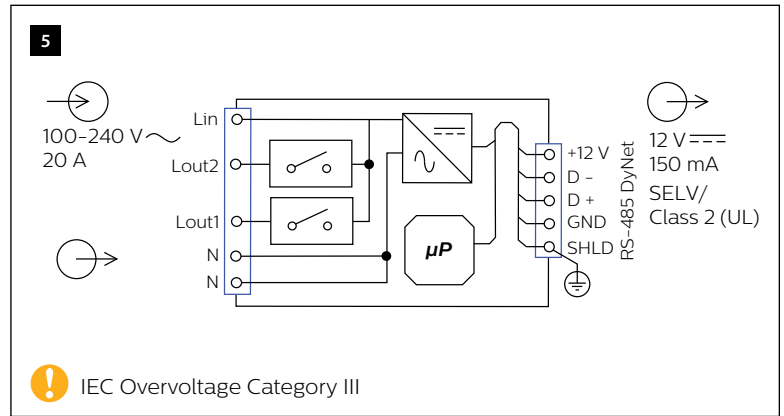 5
100-240 V
20 A
Lin
Lout2
Lout1
N
N
µP
+12 V
D -
D +
GND
SHLD
RS-485 DyNet
12 V
150 mA
SELV/
Class 2 (UL)
! IEC Overvoltage Category III